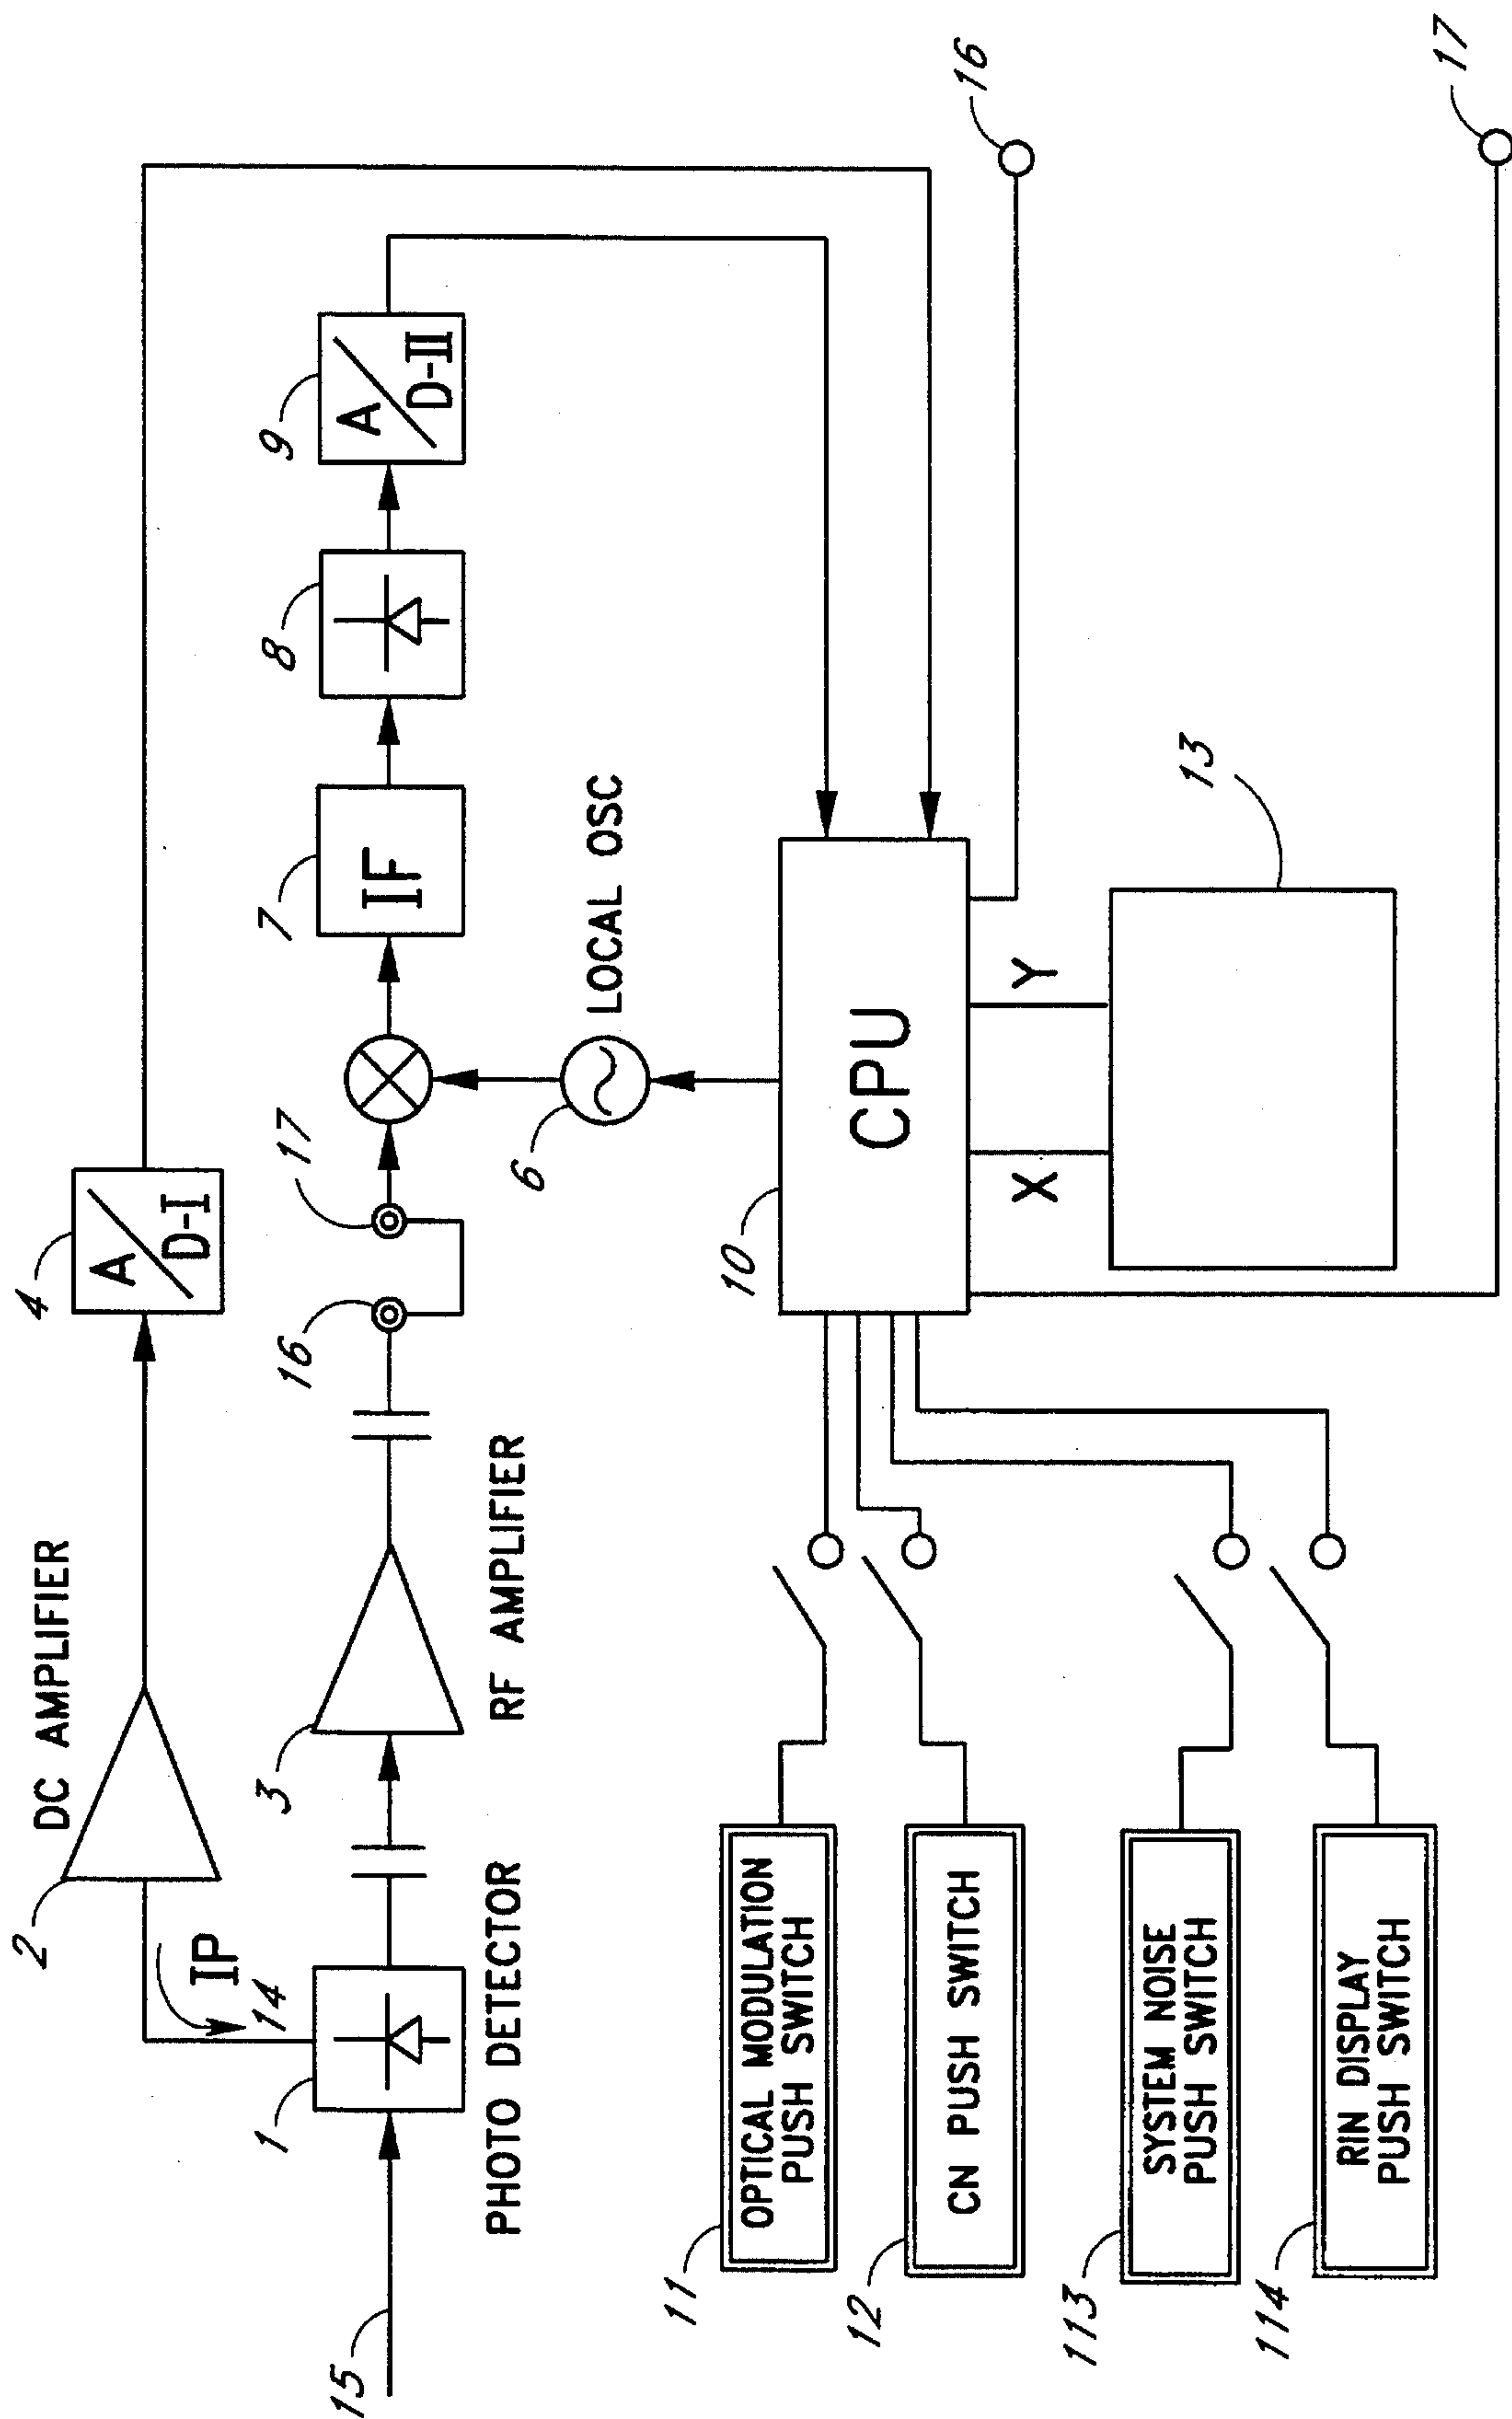 4
A/D-I
DC AMPLIFIER
2
IP
14
9
A/D-II
8
7
IF
17
16
RF AMPLIFIER
3
1
PHOTO DETECTOR
15
LOCAL OSC
6
CPU
10
X
Y
13
16
17
11
OPTICAL MODULATION
PUSH SWITCH
12
CN PUSH SWITCH
113
SYSTEM NOISE
PUSH SWITCH
114
RIN DISPLAY
PUSH SWITCH